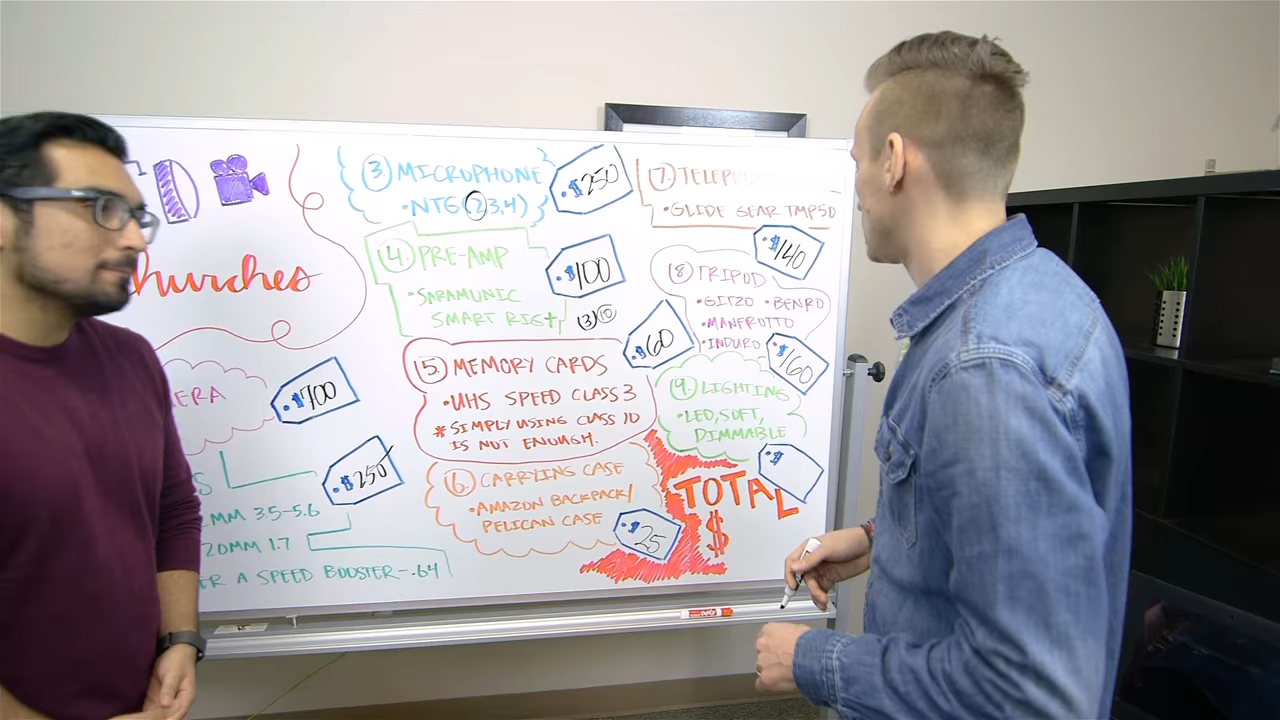 Churches
ERA
$700
S
$250
2MM 3.5-5.6
20MM 1.7
ER A SPEED BOOSTER-.64
3. MICROPHONE
$250
•NTG(2,3,4)
4 PRE-AMP
$100
•SARAMONIC
SMART RIG+
3 10
5. MEMORY CARDS
$60
•UHS SPEED CLASS 3
*SIMPLY USING CLASS 10
IS NOT ENOUGH.
6. CARRYING CASE
•AMAZON BACKPACK/
PELICAN CASE
$25
7. TELEP
•GLIDE GEAR TMP50
$140
8 TRIPOD
•GITZO •BENRO
•MANFROTTO
•INDURO
$160
9. LIGHTING
•LED, SOFT,
DIMMABLE
$
TOTAL
$